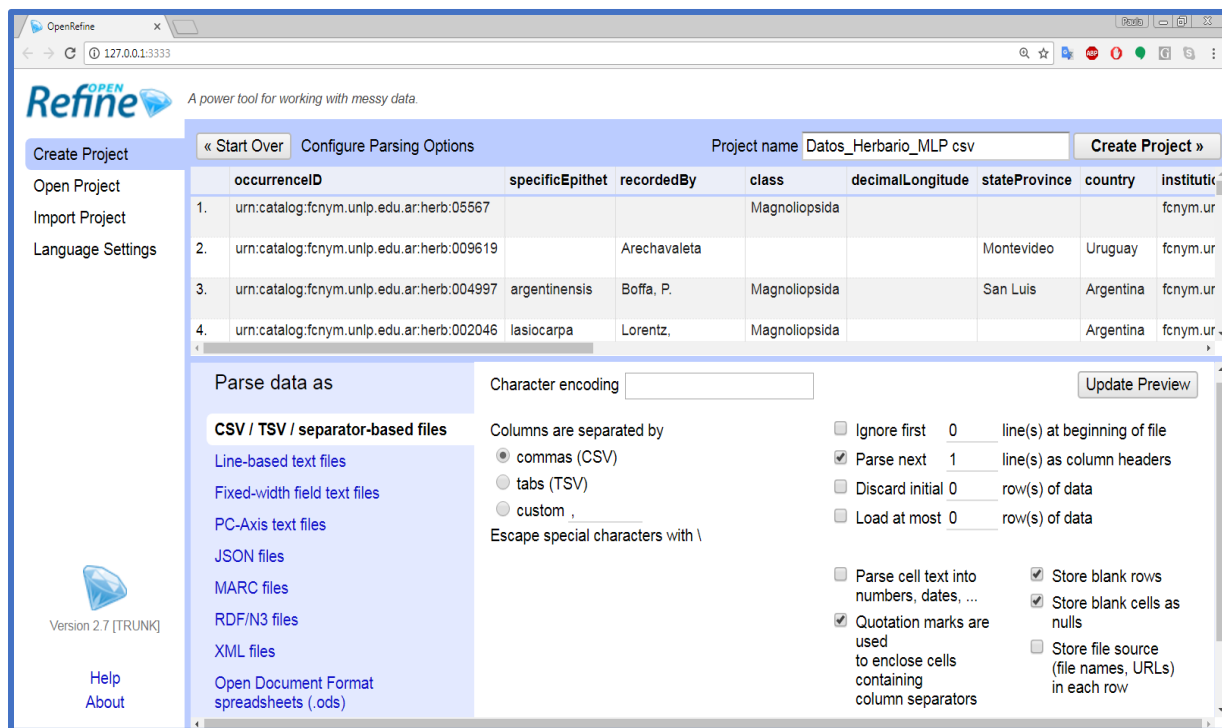 OpenRefine
Paula
127.0.0.1:3333
OPEN
Refine
A power tool for working with messy data.
Create Project
Open Project
Import Project
Language Settings
« Start Over Configure Parsing Options Project name Datos_Herbario_MLP csv Create Project »
occurrenceID specificEpithet recordedBy class decimalLongitude stateProvince country institutio
1. urn:catalog:fcnym.unlp.edu.ar:herb:05567 Magnoliopsida fcnym.ur
2. urn:catalog:fcnym.unlp.edu.ar:herb:009619 Arechavaleta Montevideo Uruguay fcnym.ur
3. urn:catalog:fcnym.unlp.edu.ar:herb:004997 argentinensis Boffa, P. Magnoliopsida San Luis Argentina fcnym.ur
4. urn:catalog:fcnym.unlp.edu.ar:herb:002046 lasiocarpa Lorentz, Magnoliopsida Argentina fcnym.ur
Parse data as
CSV / TSV / separator-based files
Line-based text files
Fixed-width field text files
PC-Axis text files
JSON files
MARC files
RDF/N3 files
XML files
Open Document Format
spreadsheets (.ods)
Character encoding
Update Preview
Columns are separated by
commas (CSV)
tabs (TSV)
custom ,
Escape special characters with \
Ignore first 0 line(s) at beginning of file
Parse next 1 line(s) as column headers
Discard initial 0 row(s) of data
Load at most 0 row(s) of data
Parse cell text into
numbers, dates, ...
Quotation marks are
used
to enclose cells
containing
column separators
Store blank rows
Store blank cells as
nulls
Store file source
(file names, URLs)
in each row
Version 2.7 [TRUNK]
Help
About